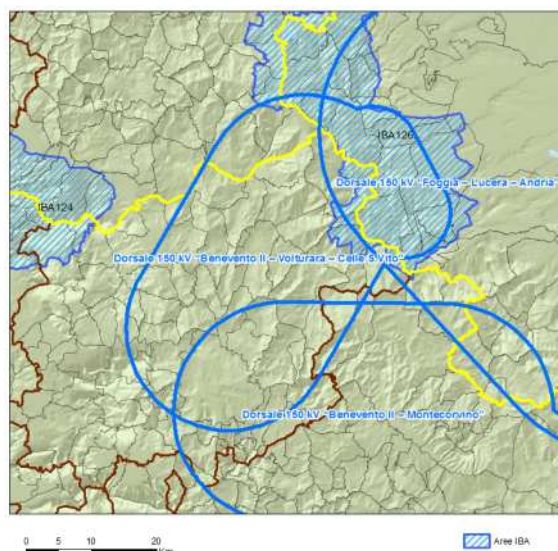 IBA126
Dorsale 150 kV "Foggia – Lucera – Andria"
IBA124
Dorsale 150 kV "Benevento II – Volturara – Celle S.Vito"
Dorsale 150 kV "Benevento II – Montecorvino"
0 5 10 20
Km
Aree IBA